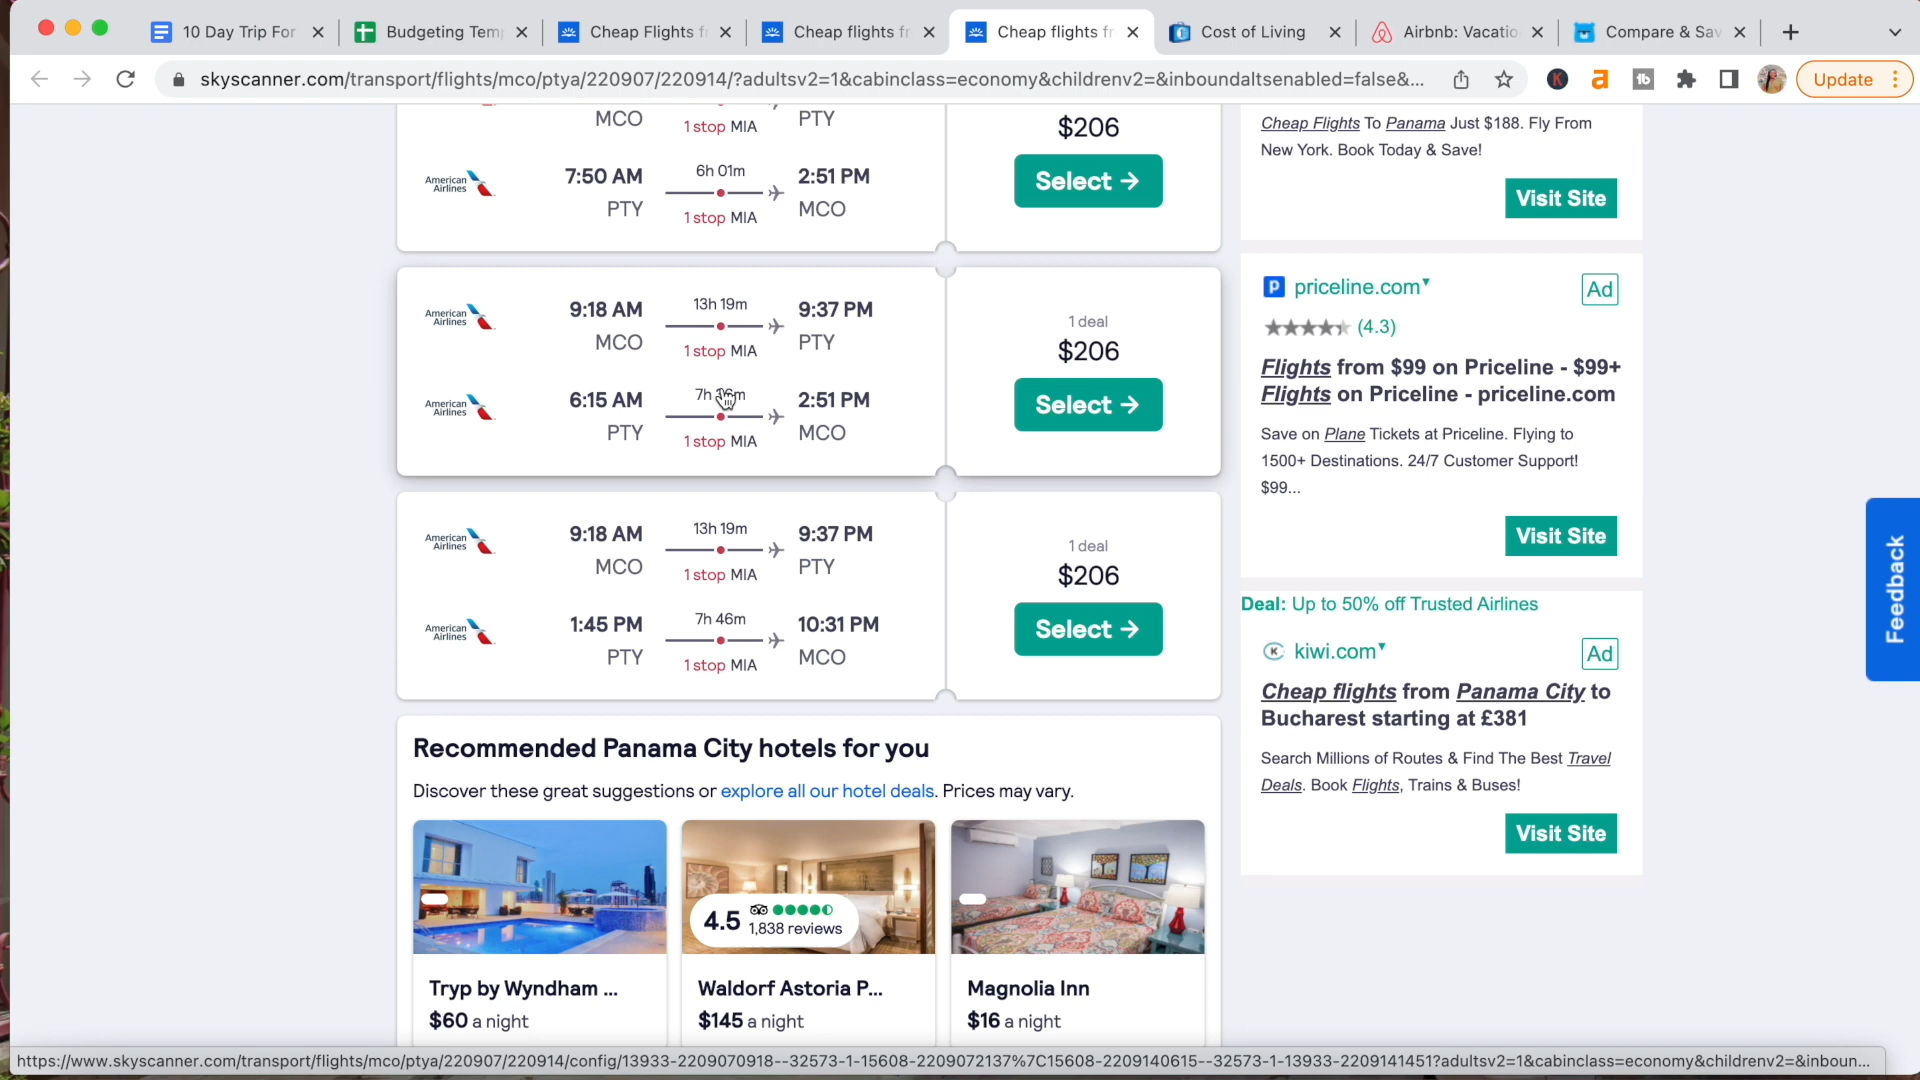 10 Day Trip For
Budgeting Temp
Cheap Flights f
Cheap flights f
Cheap flights fr
Cost of Living
Airbnb: Vacatio
Compare & Sav
skyscanner.com/transport/flights/mco/ptya/220907/220914/?adultsv2=1&cabinclass=economy&childrenv2=&inboundaltsenabled=false&...
K
a
tb
Update
MCO
1 stop MIA
PTY
$206
American Airlines
7:50 AM
PTY
6h 01m
1 stop MIA
2:51 PM
MCO
Select →
American Airlines
9:18 AM
MCO
13h 19m
1 stop MIA
9:37 PM
PTY
American Airlines
6:15 AM
PTY
1 stop MIA
2:51 PM
MCO
1 deal
$206
Select →
American Airlines
9:18 AM
MCO
13h 19m
1 stop MIA
9:37 PM
PTY
American Airlines
1:45 PM
PTY
7h 46m
1 stop MIA
10:31 PM
MCO
1 deal
$206
Select →
Recommended Panama City hotels for you
Discover these great suggestions or explore all our hotel deals. Prices may vary.
4.5
1,838 reviews
Tryp by Wyndham ...
$60 a night
Waldorf Astoria P...
$145 a night
Magnolia Inn
$16 a night
Cheap Flights To Panama Just $188. Fly From
New York. Book Today & Save!
Visit Site
priceline.com
Ad
(4.3)
Flights from $99 on Priceline - $99+
Flights on Priceline - priceline.com
Save on Plane Tickets at Priceline. Flying to
1500+ Destinations. 24/7 Customer Support!
$99...
Visit Site
Deal: Up to 50% off Trusted Airlines
kiwi.com
Ad
Cheap flights from Panama City to
Bucharest starting at £381
Search Millions of Routes & Find The Best Travel
Deals. Book Flights, Trains & Buses!
Visit Site
Feedback
https://www.skyscanner.com/transport/flights/mco/ptya/220907/220914/config/13933-2209070918--32573-1-15608-2209072137%7C15608-2209140615--32573-1-13933-2209141451?adultsv2=1&cabinclass=economy&childrenv2=&inboun...